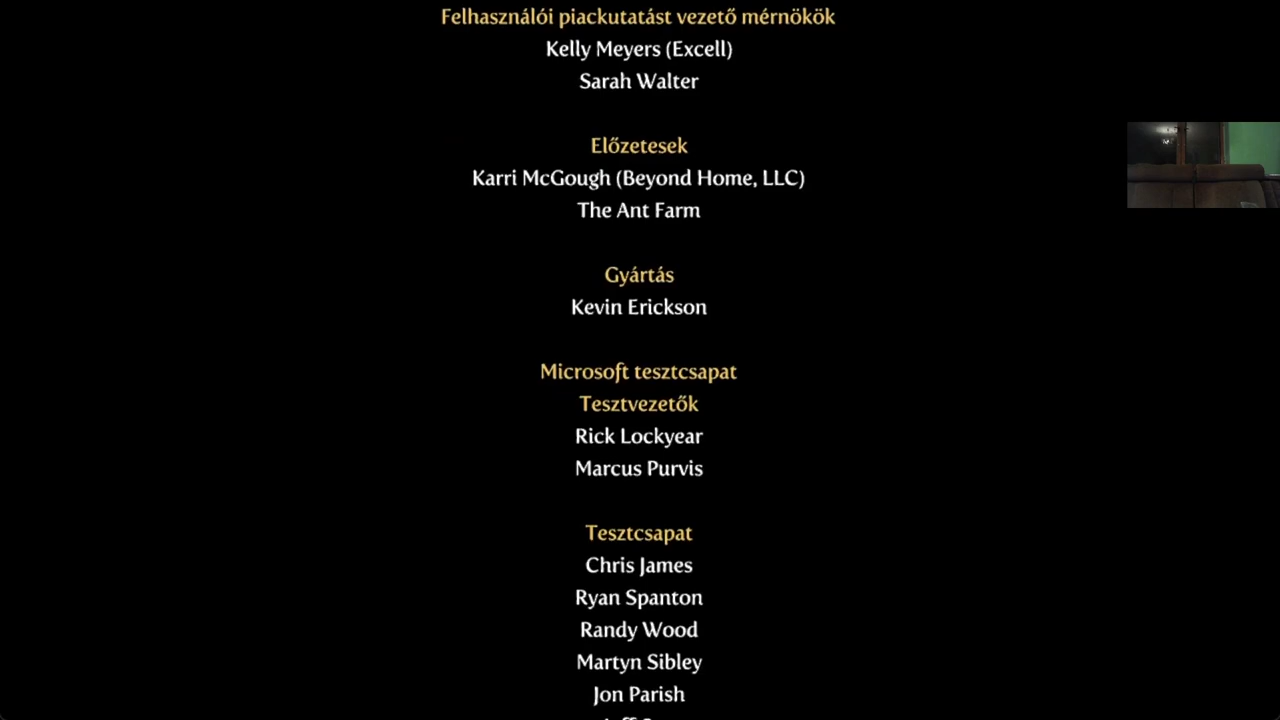 Felhasználói piackutatást vezető mérnökök
Kelly Meyers (Excell)
Sarah Walter
Előzetesek
Karri McGough (Beyond Home, LLC)
The Ant Farm
Gyártás
Kevin Erickson
Microsoft tesztcsapat
Tesztvezetők
Rick Lockyear
Marcus Purvis
Tesztcsapat
Chris James
Ryan Spanton
Randy Wood
Martyn Sibley
Jon Parish